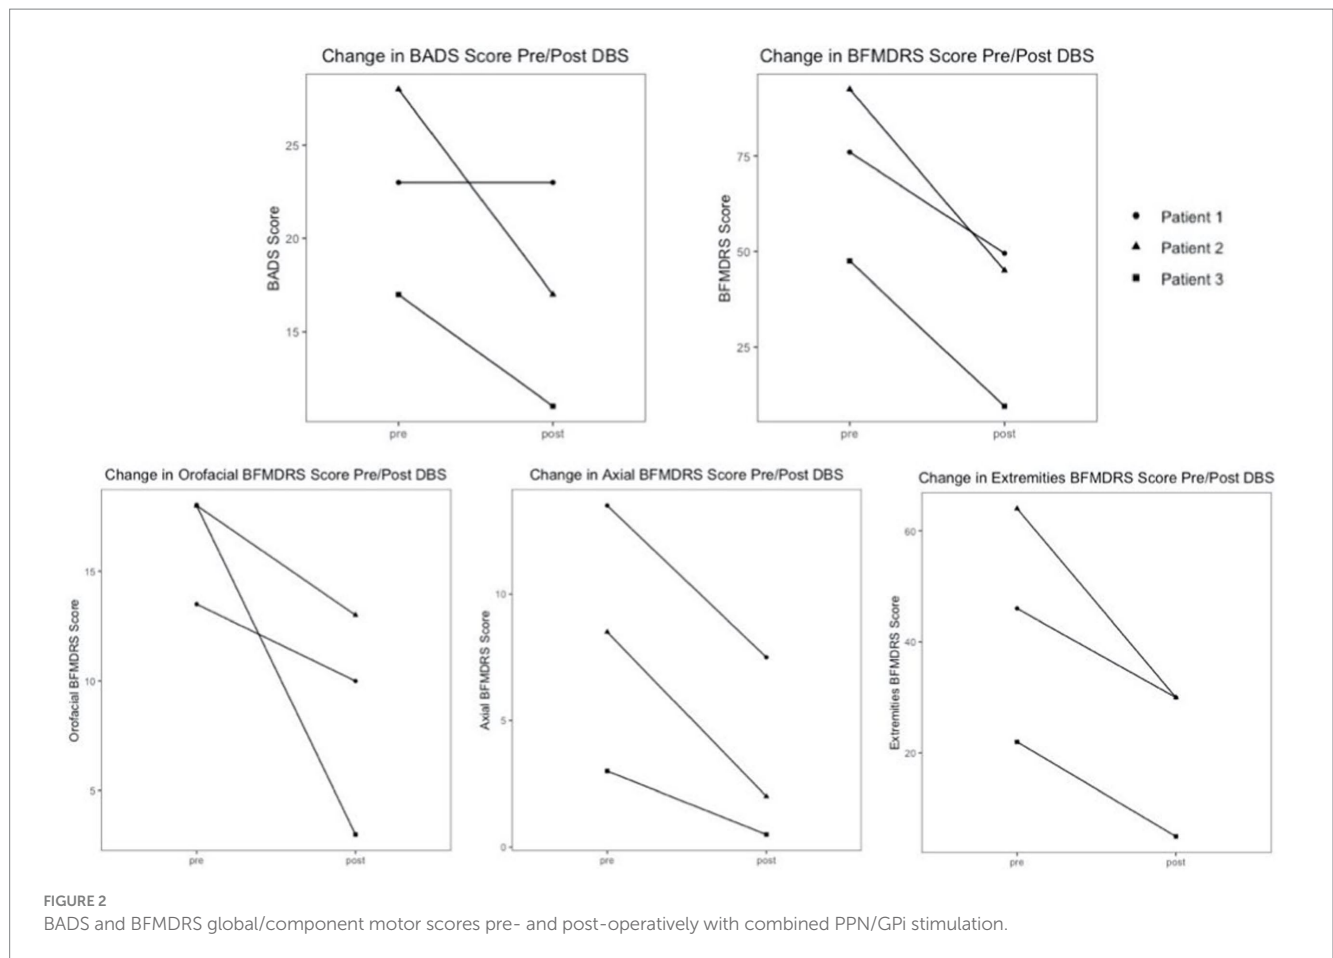 Change in BADS Score Pre/Post DBS
BADS Score
25
20
15
pre
post
Change in BFMDRS Score Pre/Post DBS
BFMDRS Score
75
50
25
pre
post
Patient 1
Patient 2
Patient 3
Change in Orofacial BFMDRS Score Pre/Post DBS
Orofacial BFMDRS Score
15
10
5
pre
post
Change in Axial BFMDRS Score Pre/Post DBS
Axial BFMDRS Score
10
5
0
pre
post
Change in Extremities BFMDRS Score Pre/Post DBS
Extremities BFMDRS Score
60
40
20
pre
post
FIGURE 2
BADS and BFMDRS global/component motor scores pre- and post-operatively with combined PPN/GPi stimulation.